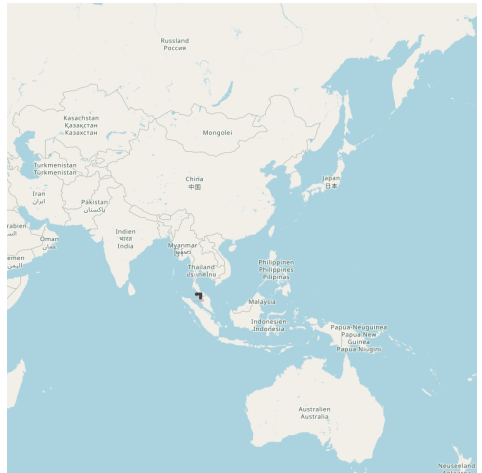 Russland
Россия
Kasachstan
Қазақстан
Казахстан
Mongolei
Turkmenistan
Türkmenistan
China
中国
Japan
日本
Iran
ایران
Pakistan
پاکستان
Indien
भारत
India
Oman
عمان
Myanmar
Thailand
Philippinen
Philippines
Pilipinas
Malaysia
Indonesien
Indonesia
Papua-Neuguinea
Papua New
Guinea
Papua Niugini
Australien
Australia
Neuseeland